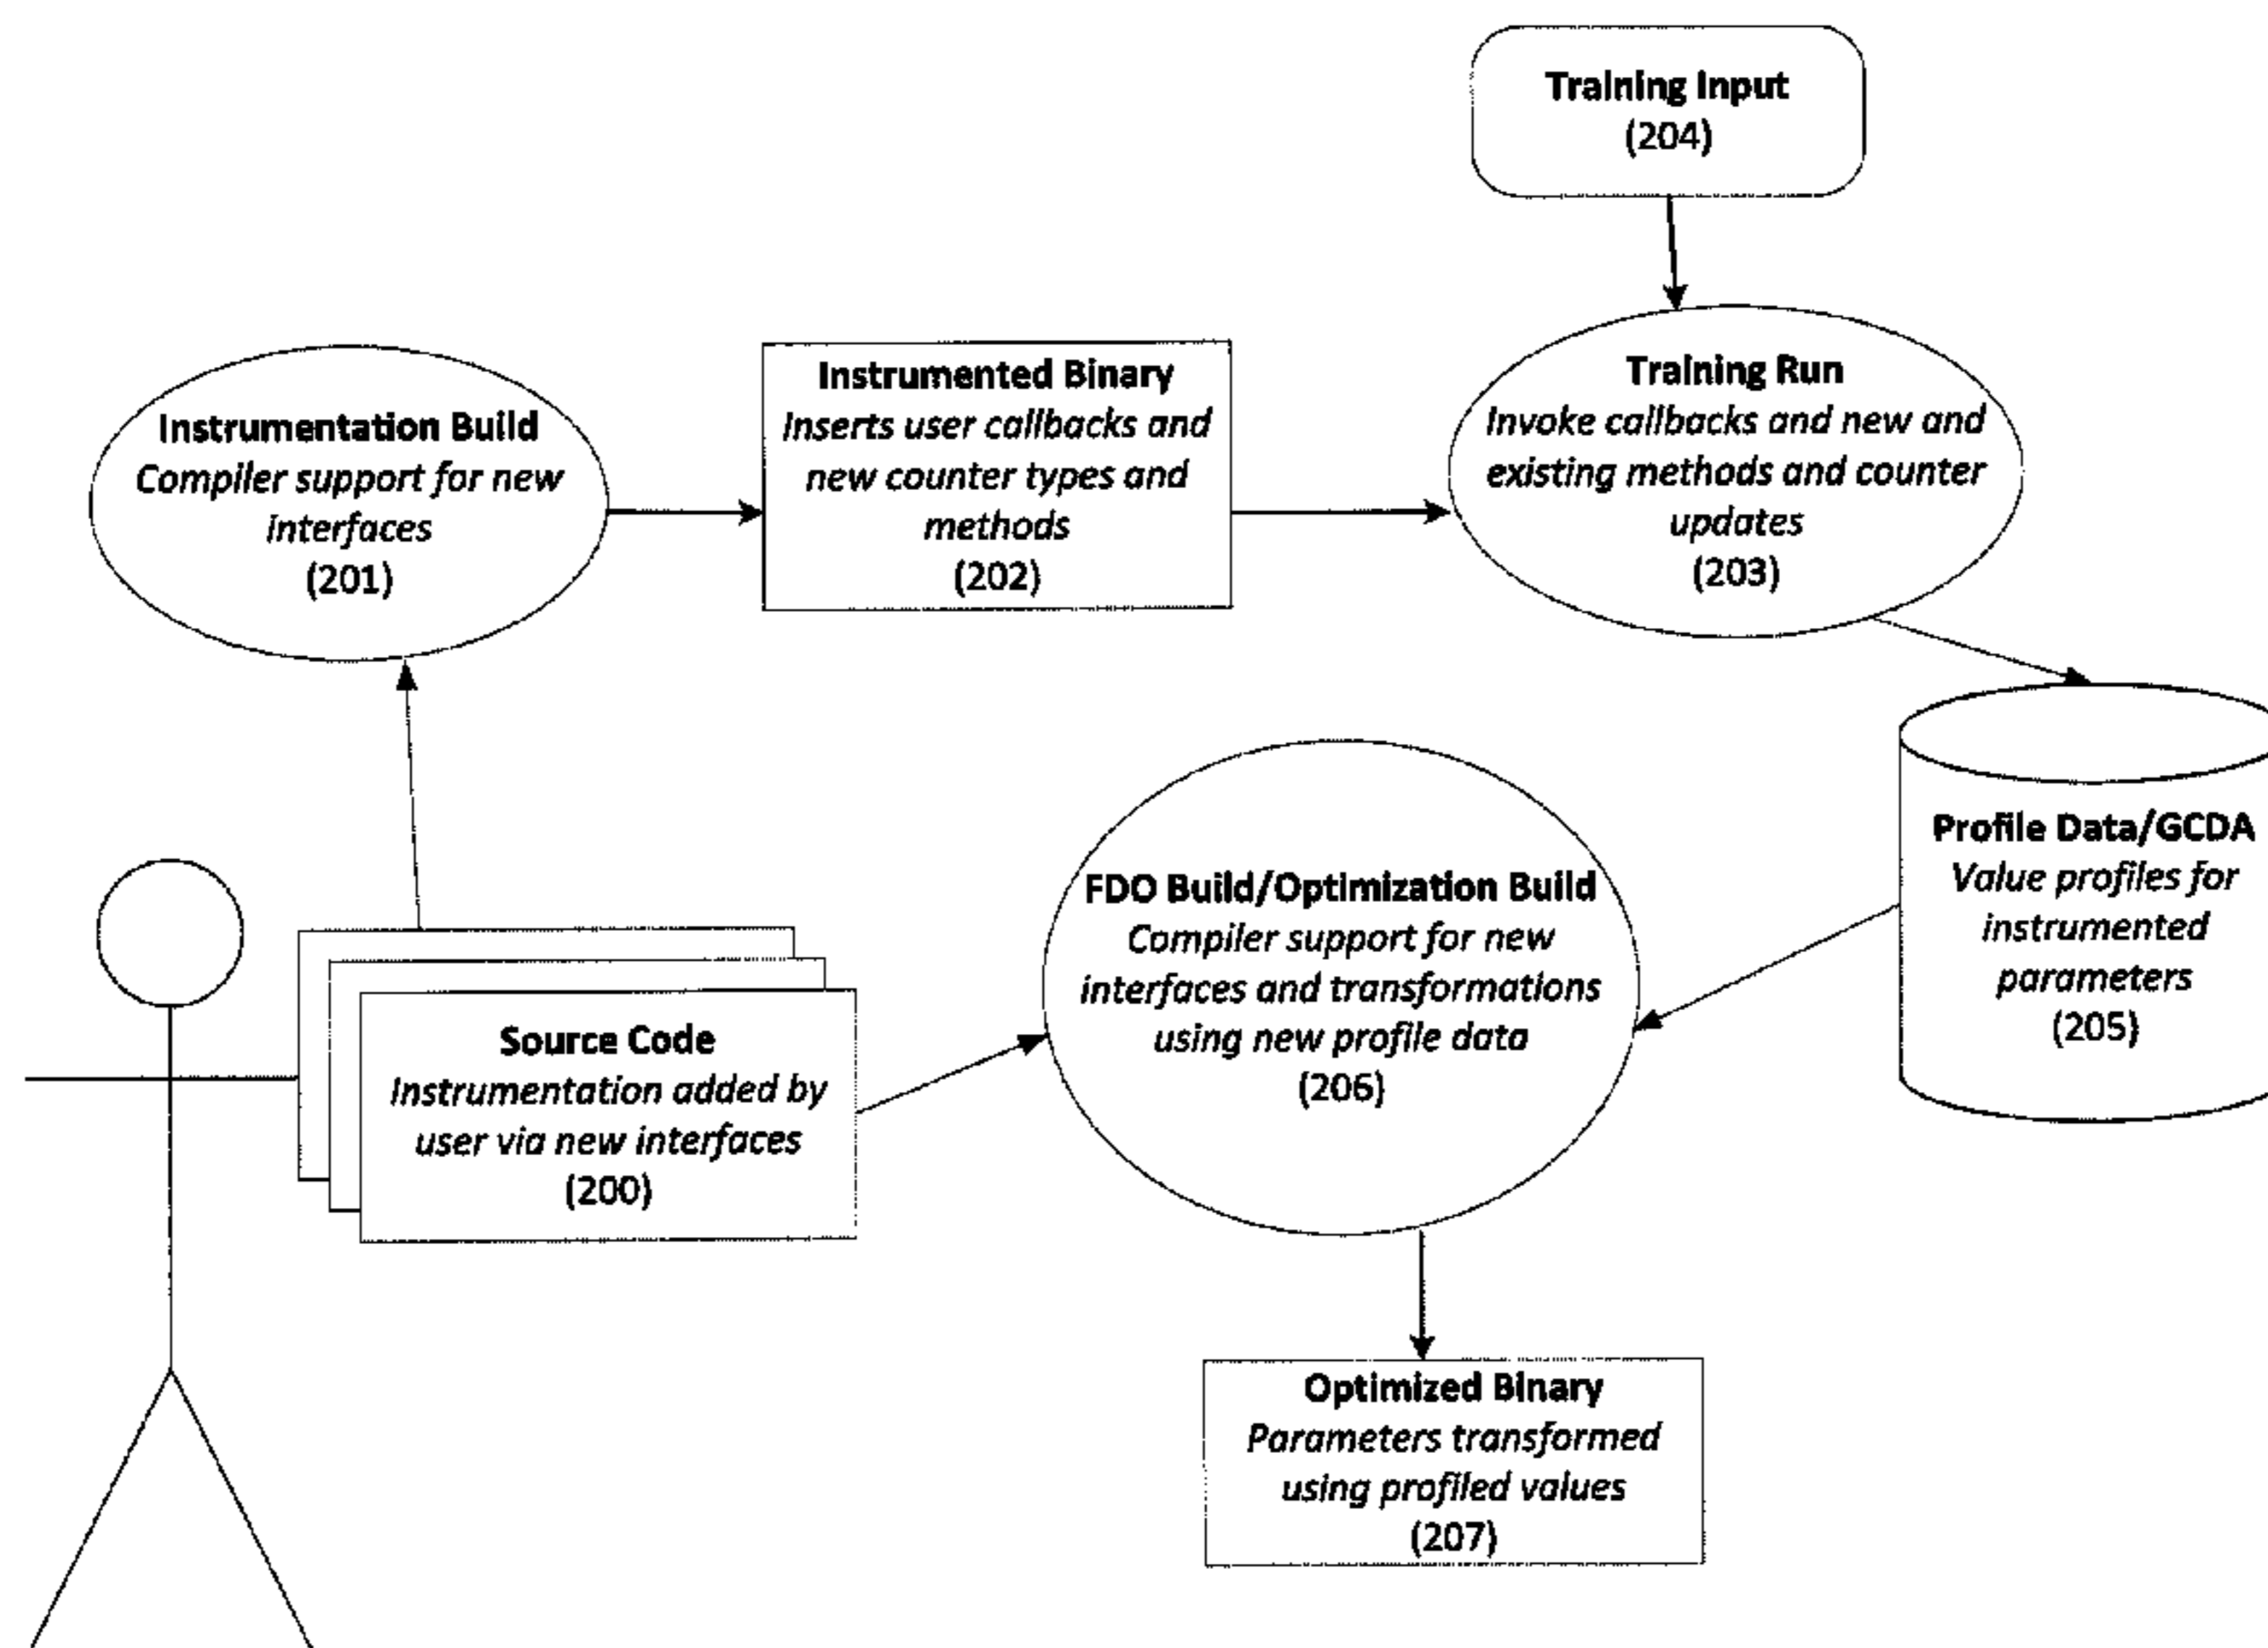 Training Input
(204)
Instrumentation Build
Compiler support for new
interfaces
(201)
Instrumented Binary
Inserts user callbacks and
new counter types and
methods
(202)
Training Run
Invoke callbacks and new and
existing methods and counter
updates
(203)
Profile Data/GCDA
Value profiles for
instrumented
parameters
(205)
FDO Build/Optimization Build
Compiler support for new
interfaces and transformations
using new profile data
(206)
Source Code
Instrumentation added by
user via new interfaces
(200)
Optimized Binary
Parameters transformed
using profiled values
(207)